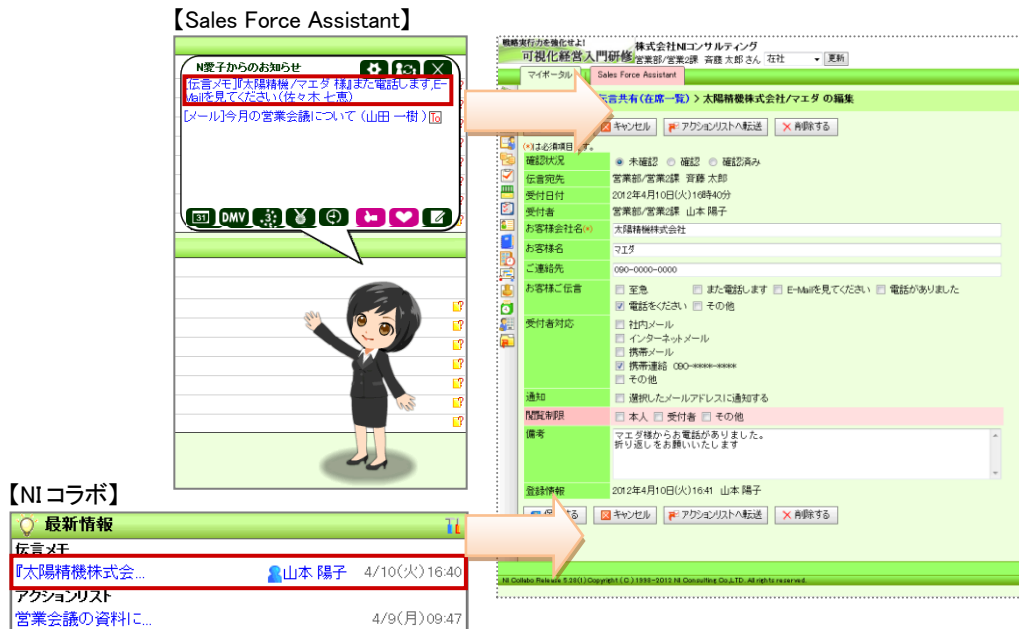 【Sales Force Assistant】
N愛子からのお知らせ
[伝言メモ]『太陽精機/マエダ 様』また電話します,E-
Mailを見てください(佐々木 七恵)
[メール]今月の営業会議について (山田 一樹 ) To
31 DMV
戦略実行力を強化せよ!
可視化経営入門研修
株式会社NIコンサルティング
営業部/営業2課 斉藤 太郎 さん 在社 更新
マイポータル Sales Force Assistant
言共有(在席一覧) > 太陽精機株式会社/マエダ の編集
キャンセル アクションリストへ転送 削除する
(*)は必須項目 す。
確認状況 未確認 確認 確認済み
伝言宛先 営業部/営業2課 斉藤 太郎
受付日付 2012年4月10日(火)16時40分
受付者 営業部/営業2課 山本 陽子
お客様会社名(*) 太陽精機株式会社
お客様名 マエダ
ご連絡先 090-0000-0000
お客様ご伝言 至急 また電話します E-Mailを見てください 電話がありました
電話をください その他
受付者対応 社内メール
インターネットメール
携帯メール
携帯連絡 090-****-****
その他
通知 選択したメールアドレスに通知する
閲覧制限 本人 受付者 その他
備考 マエダ様からお電話がありました。
折り返しをお願いいたします
登録情報 2012年4月10日(火)16:41 山本 陽子
する キャンセル アクションリストへ転送 削除する
NI Collabo Release 5.28(1) Copyright (C) 1998-2012 NI Consulting Co.,LTD. All rights reserved.
【NIコラボ】
最新情報
伝言メモ
『太陽精機株式会... 山本 陽子 4/10(火)16:40
アクションリスト
営業会議の資料に... 4/9(月)09:47